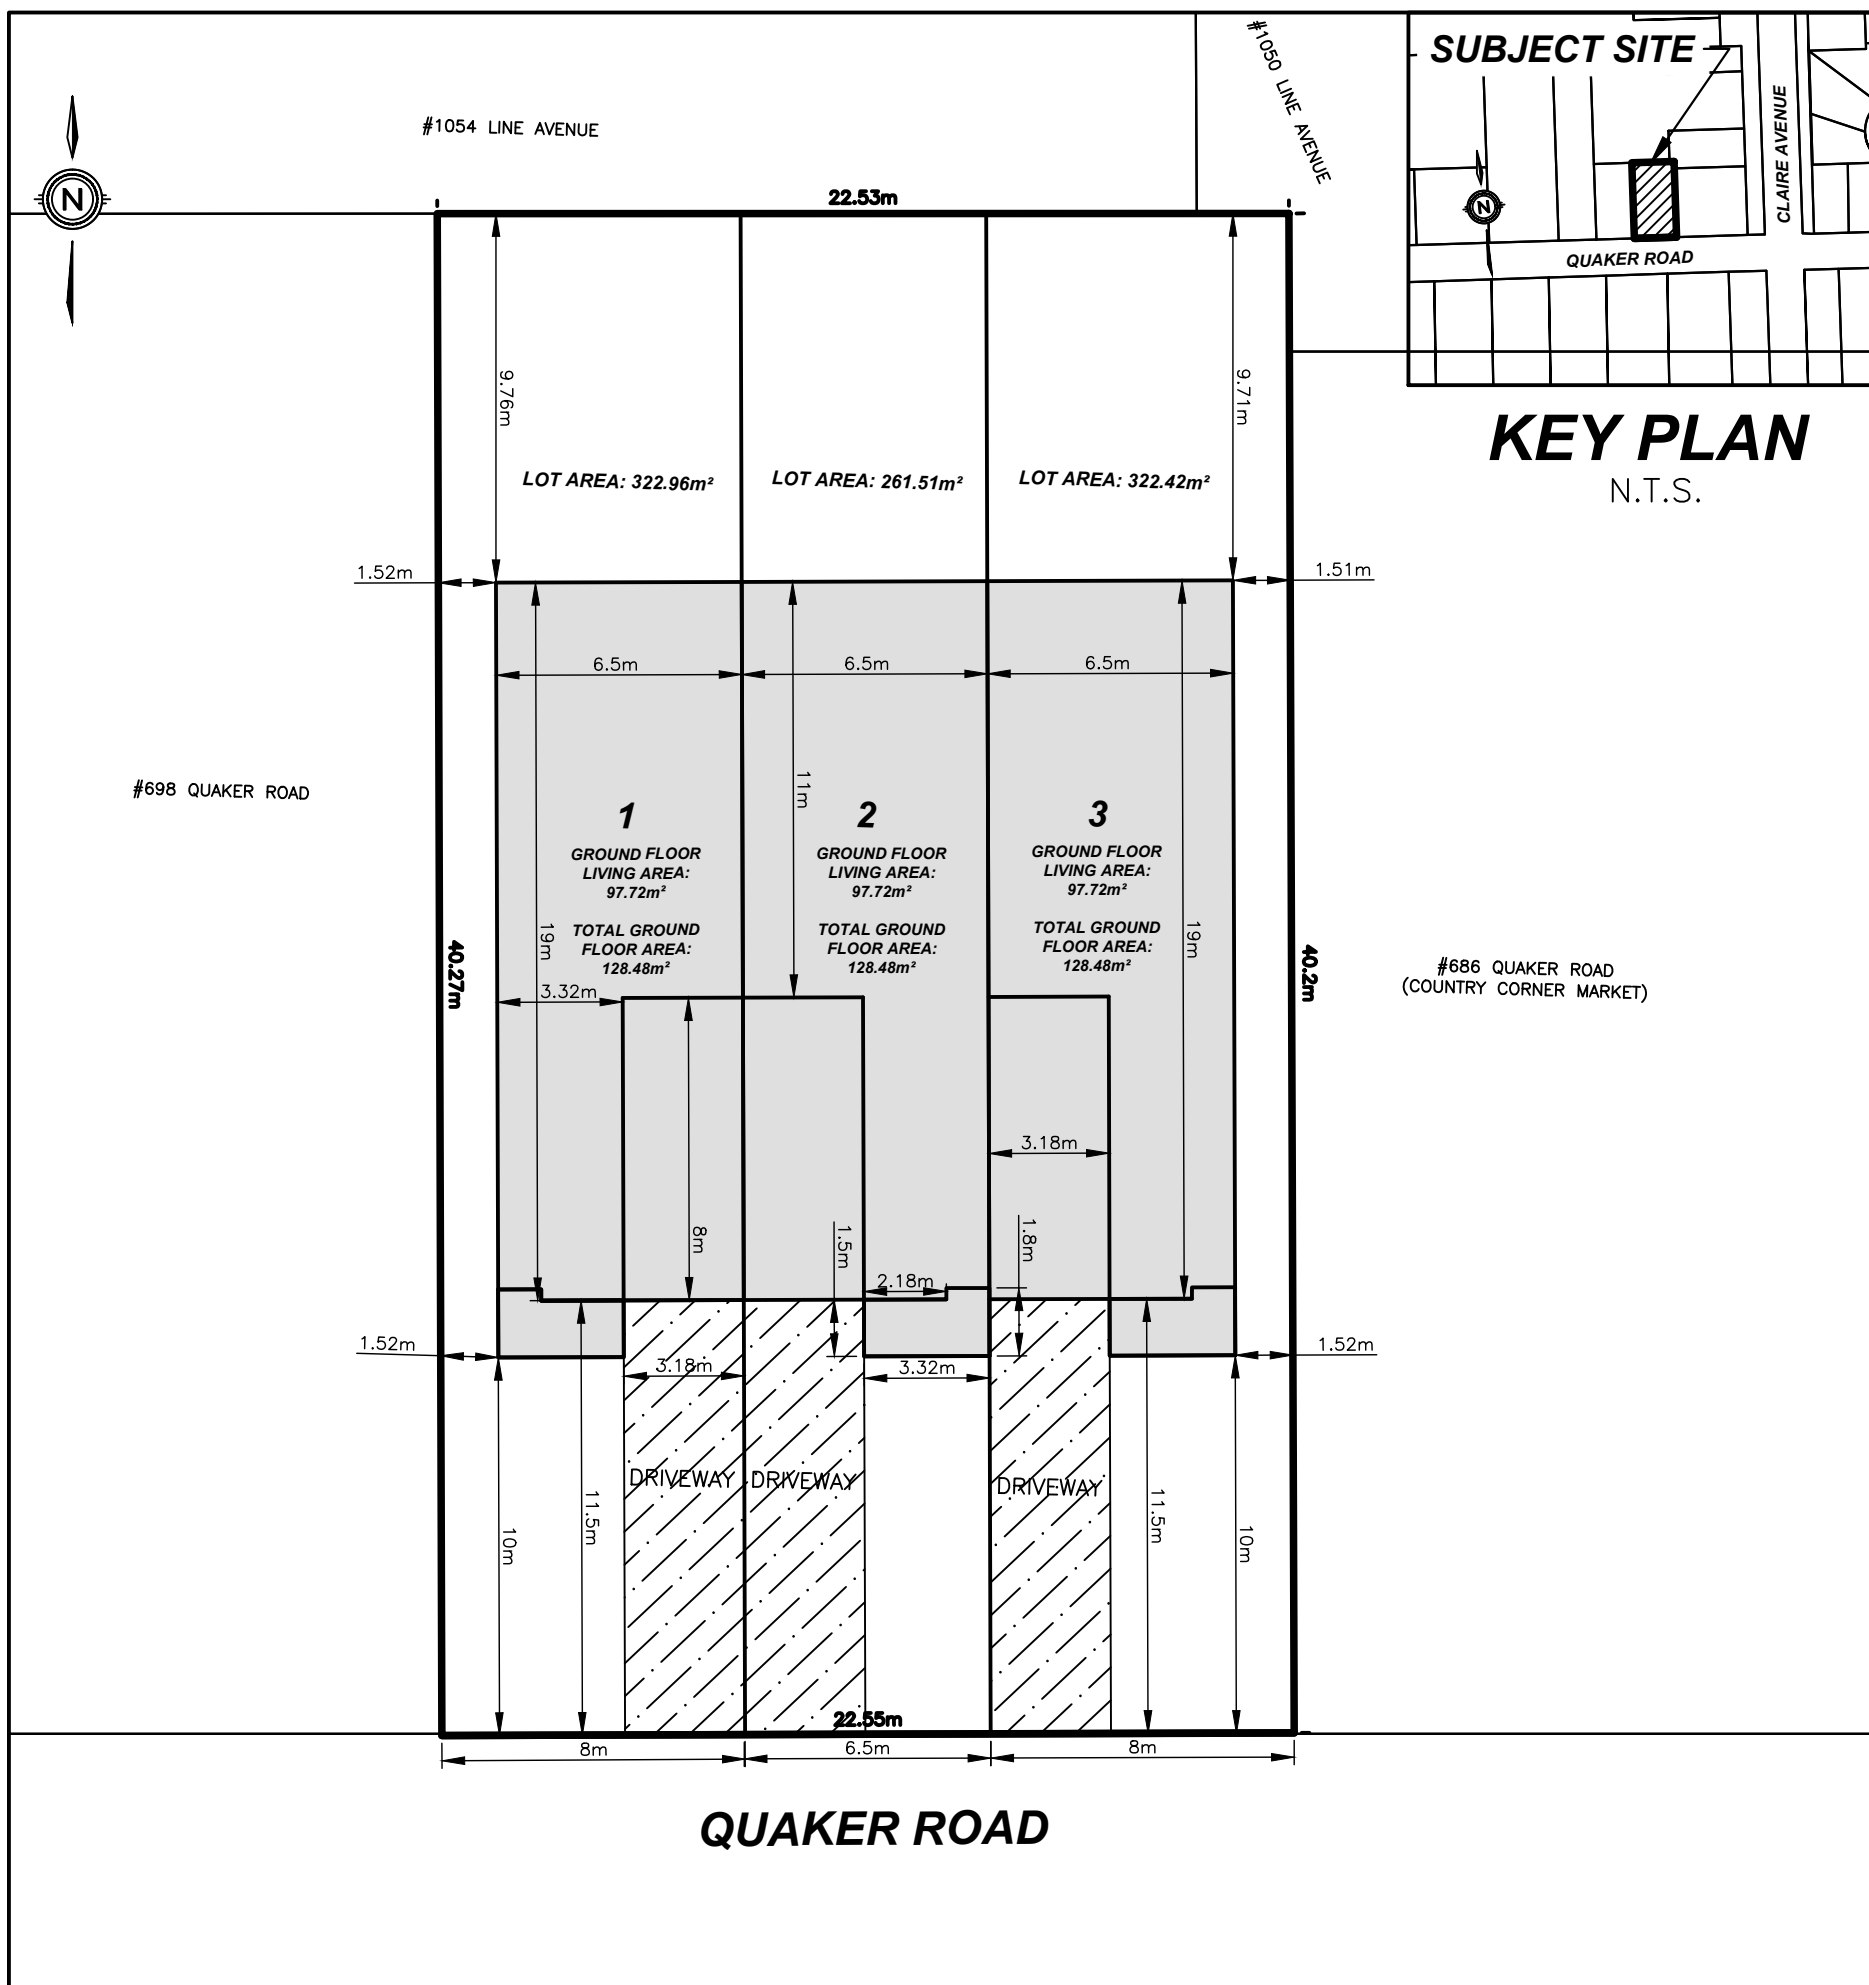 #1054 LINE AVENUE
#1050 LINE AVENUE
SUBJECT SITE
CLAIRE AVENUE
N
QUAKER ROAD
KEY PLAN
N.T.S.
N
22.53m
9.76m
9.71m
LOT AREA: 322.96m²
LOT AREA: 261.51m²
LOT AREA: 322.42m²
1.52m
1.51m
6.5m
6.5m
6.5m
11m
#698 QUAKER ROAD
1
GROUND FLOOR
LIVING AREA:
97.72m²
TOTAL GROUND
FLOOR AREA:
128.48m²
2
GROUND FLOOR
LIVING AREA:
97.72m²
TOTAL GROUND
FLOOR AREA:
128.48m²
3
GROUND FLOOR
LIVING AREA:
97.72m²
TOTAL GROUND
FLOOR AREA:
128.48m²
40.27m
19m
19m
40.2m
#686 QUAKER ROAD
(COUNTRY CORNER MARKET)
3.32m
3.18m
8m
1.5m
1.8m
2.18m
1.52m
1.52m
3.18m
3.32m
DRIVEWAY
DRIVEWAY
DRIVEWAY
10m
11.5m
11.5m
10m
22.55m
8m
6.5m
8m
QUAKER ROAD